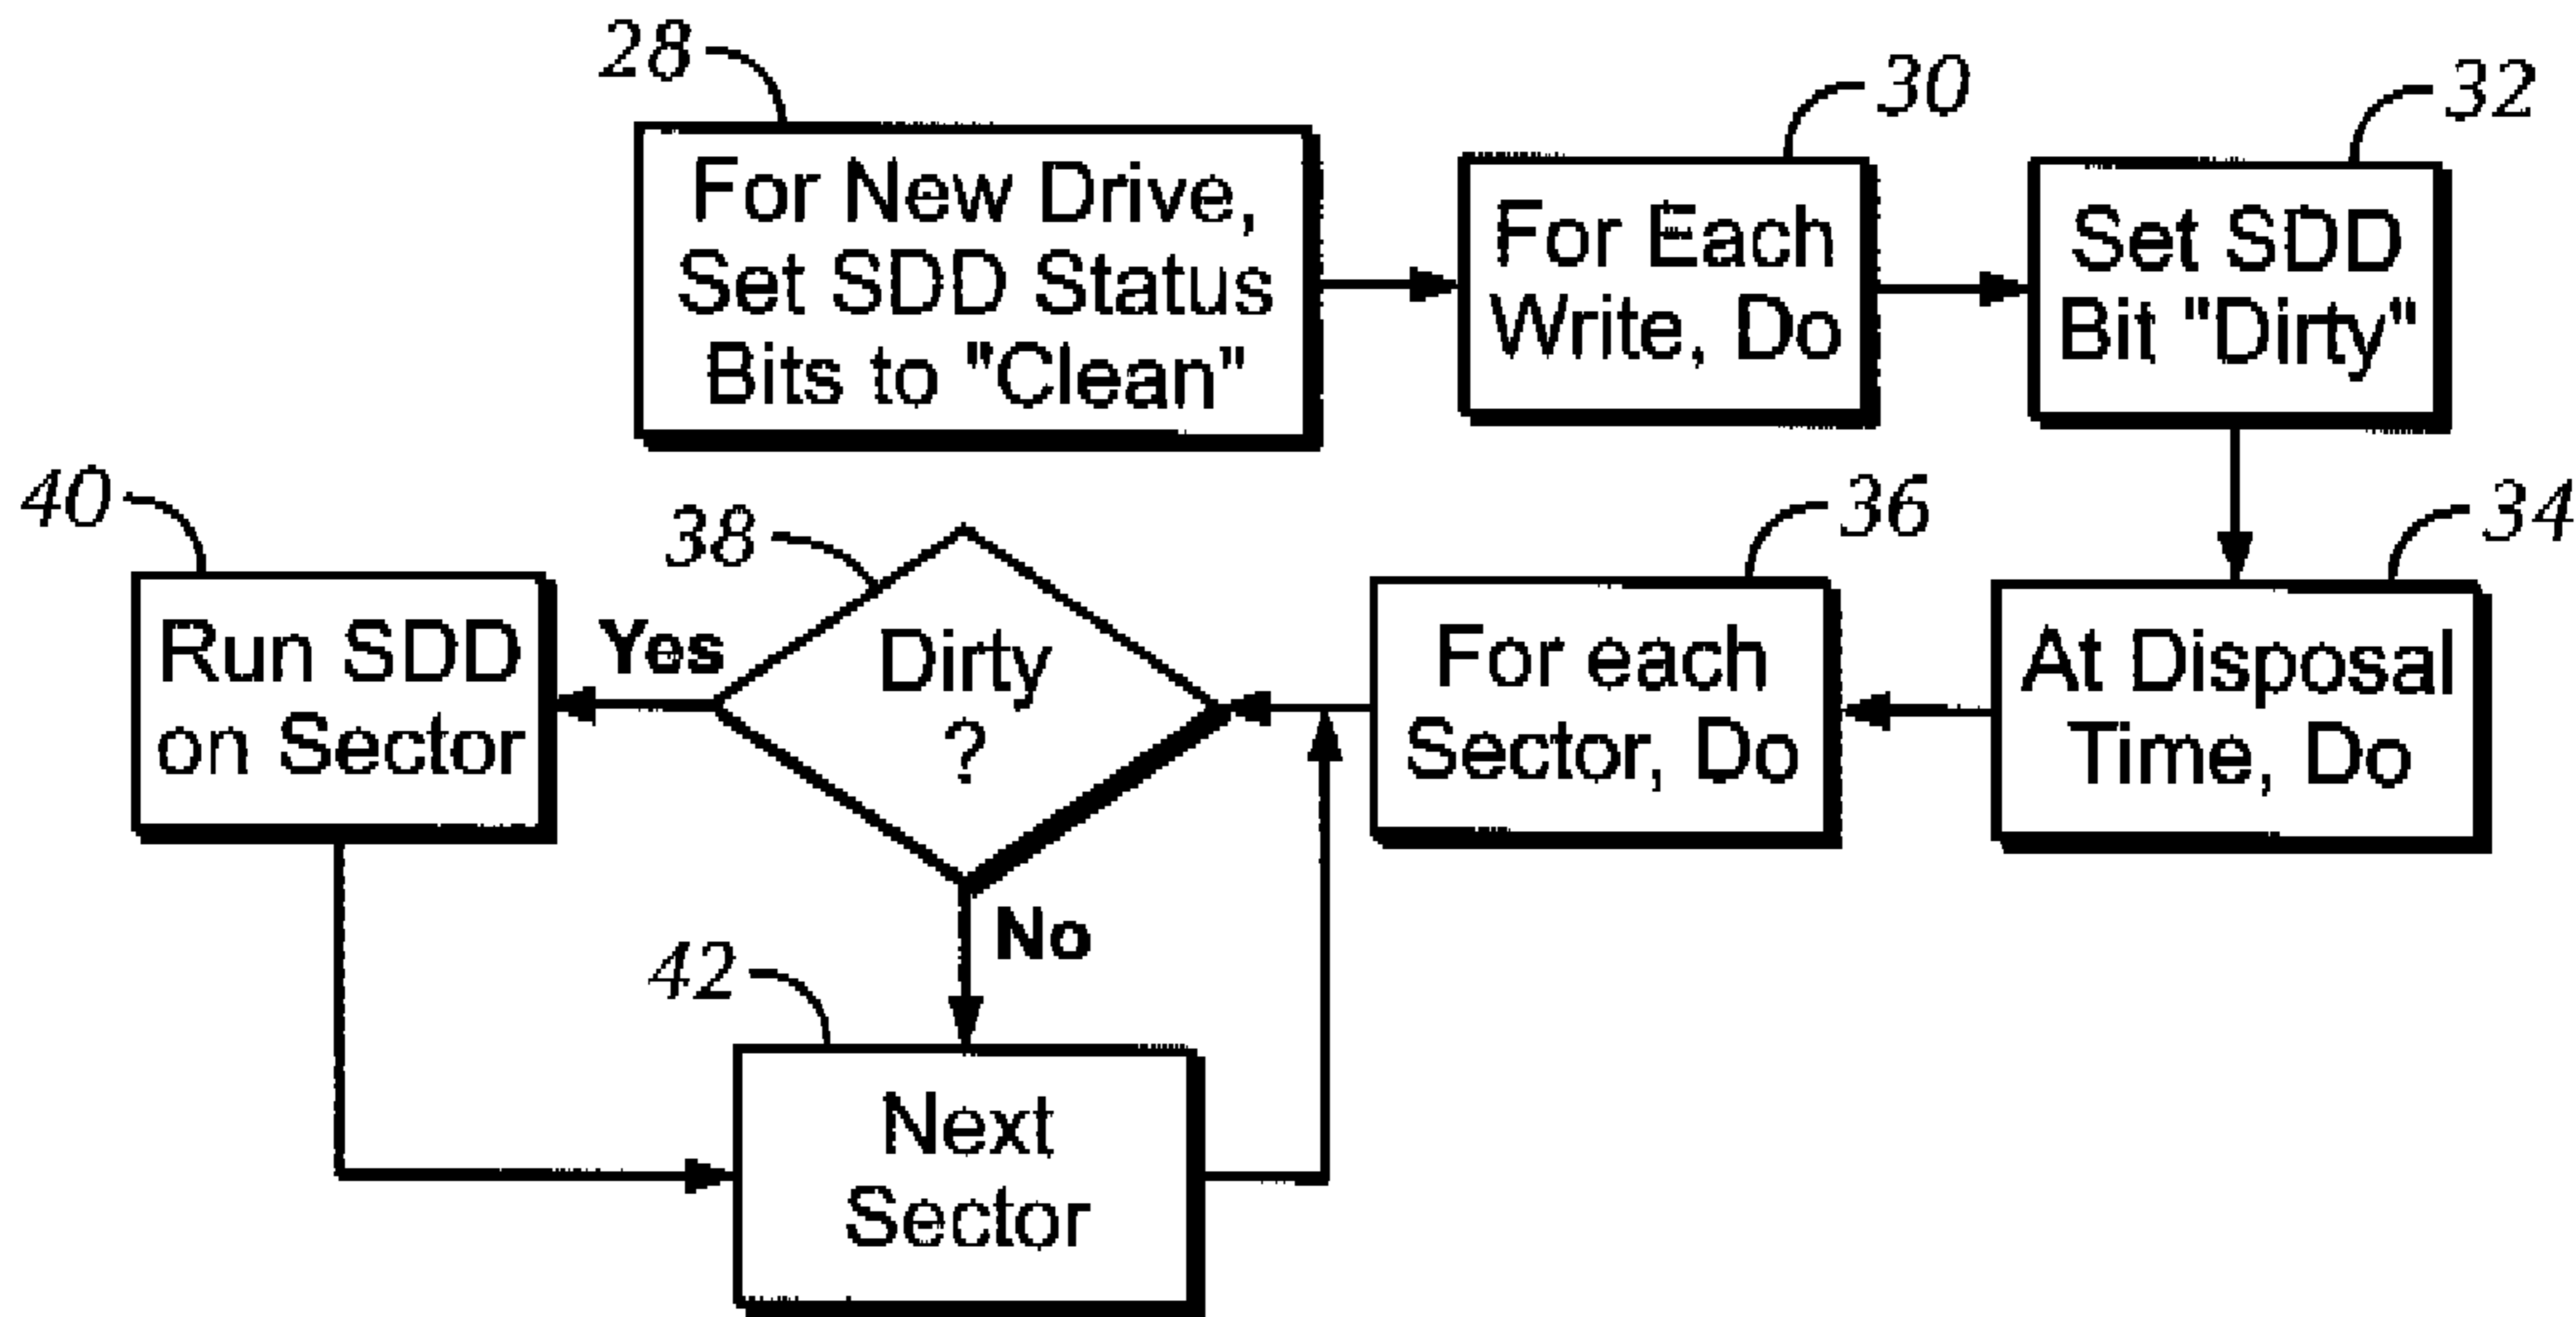 28
For New Drive,
Set SDD Status
Bits to "Clean"
30
For Each
Write, Do
32
Set SDD
Bit "Dirty"
34
At Disposal
Time, Do
36
For each
Sector, Do
38
Dirty
?
Yes
No
40
Run SDD
on Sector
42
Next
Sector